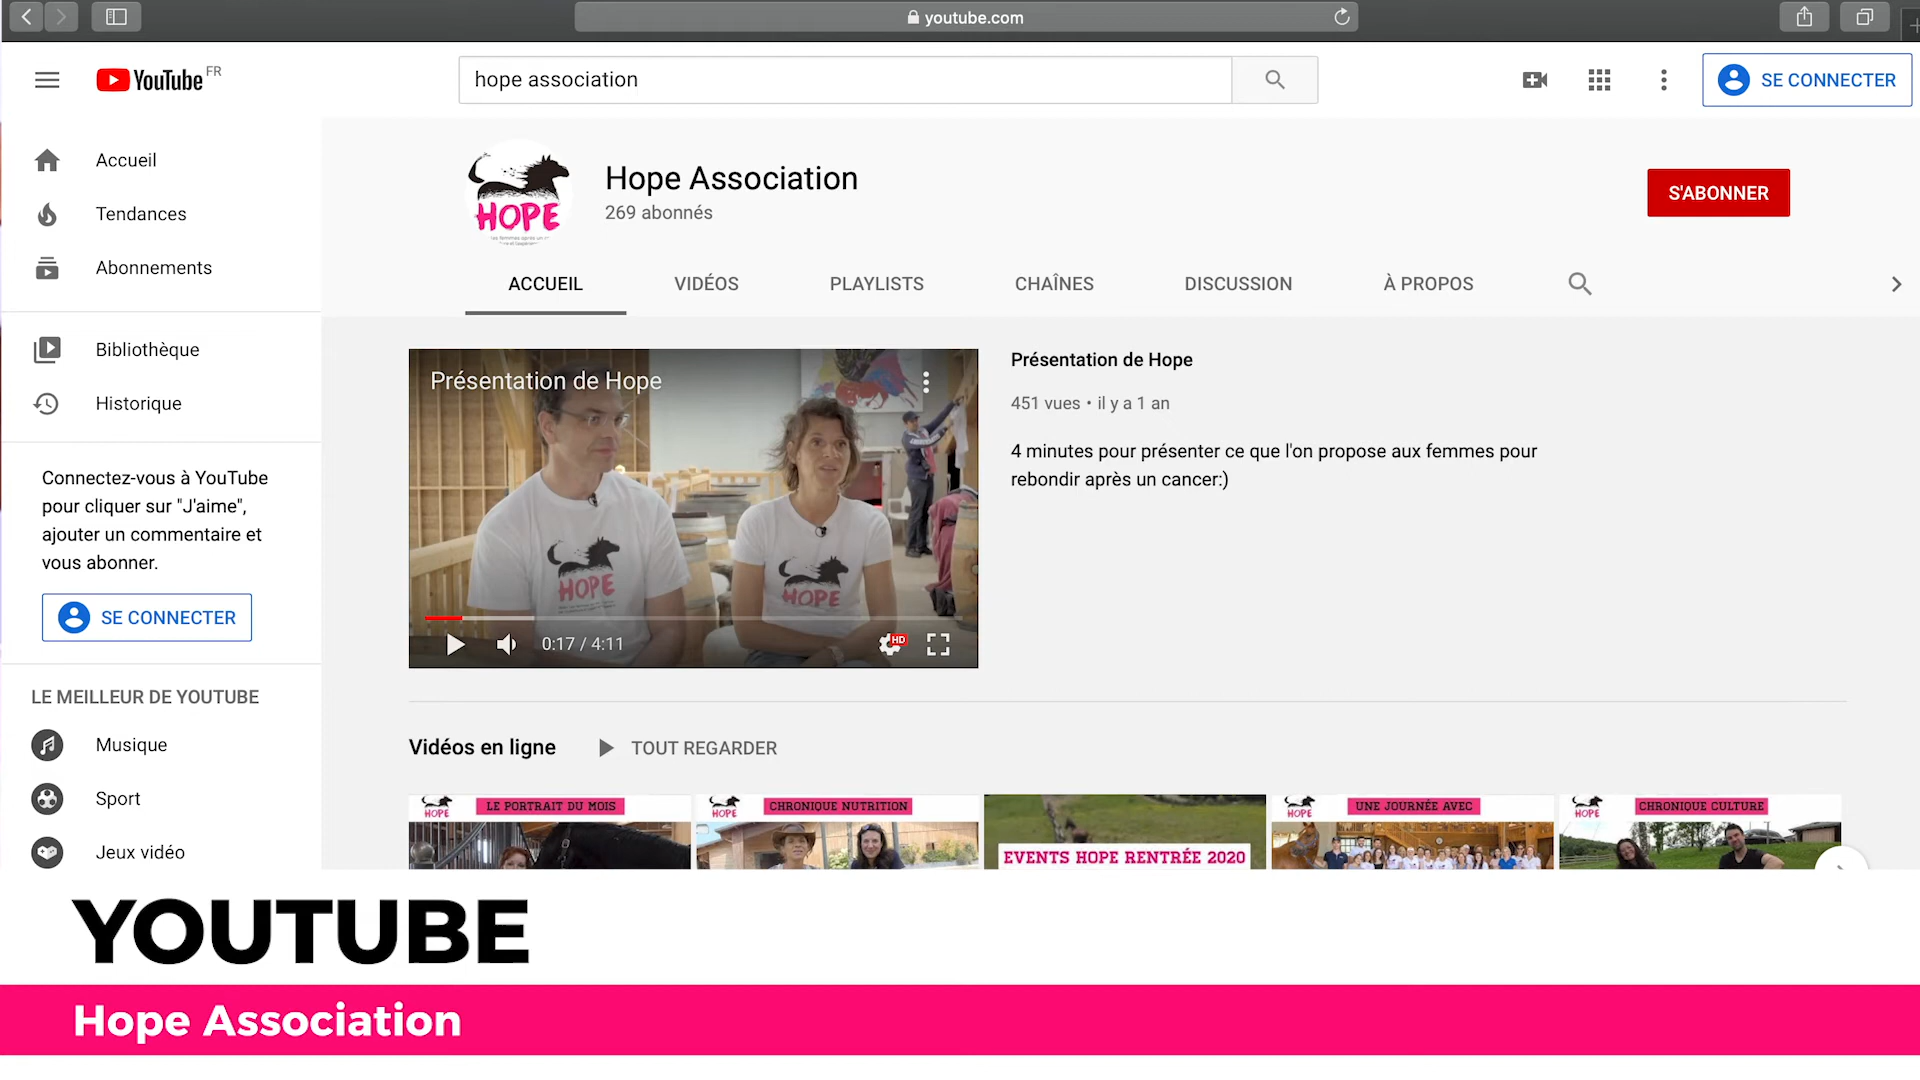 youtube.com
YouTube FR
hope association
SE CONNECTER
Accueil
Tendances
Abonnements
Bibliothèque
Historique
Connectez-vous à YouTube
pour cliquer sur "J'aime",
ajouter un commentaire et
vous abonner.
SE CONNECTER
LE MEILLEUR DE YOUTUBE
Musique
Sport
Jeux vidéo
HOPE
Hope Association
269 abonnés
S'ABONNER
ACCUEIL
VIDÉOS
PLAYLISTS
CHAÎNES
DISCUSSION
À PROPOS
Présentation de Hope
HOPE
HOPE
0:17 / 4:11
HD
Présentation de Hope
451 vues • il y a 1 an
4 minutes pour présenter ce que l'on propose aux femmes pour
rebondir après un cancer:)
Vidéos en ligne
TOUT REGARDER
HOPE
LE PORTRAIT DU MOIS
HOPE
CHRONIQUE NUTRITION
EVENTS HOPE RENTRÉE 2020
HOPE
UNE JOURNÉE AVEC
HOPE
CHRONIQUE CULTURE
YOUTUBE
Hope Association